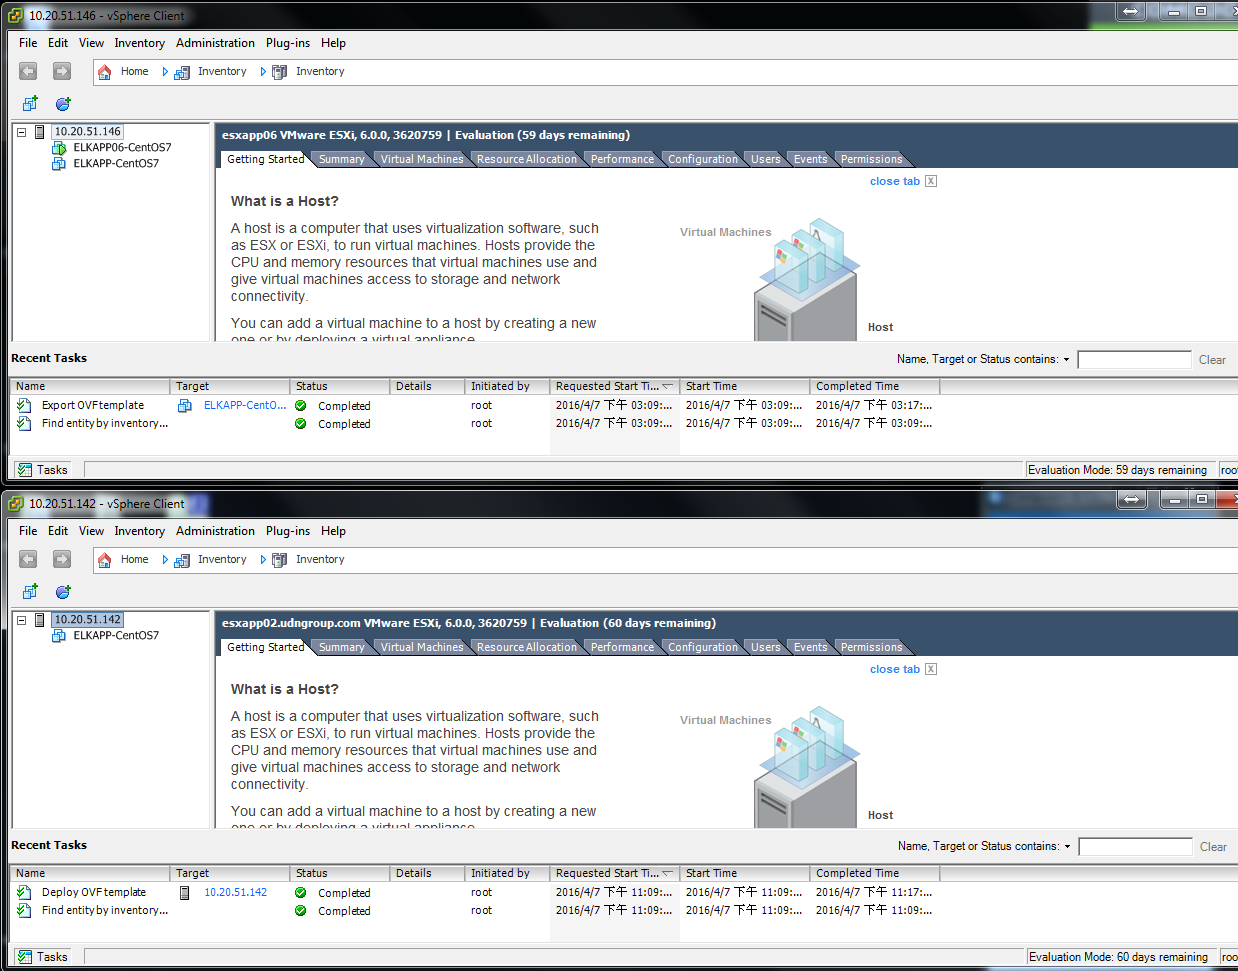 10.20.51.146 - vSphere Client
File Edit View Inventory Administration Plug-ins Help
Home Inventory Inventory
10.20.51.146
ELKAPP06-CentOS7
ELKAPP-CentOS7
esxapp06 VMware ESXi, 6.0.0, 3620759 | Evaluation (59 days remaining)
Getting Started Summary Virtual Machines Resource Allocation Performance Configuration Users Events Permissions
close tab X
What is a Host?
A host is a computer that uses virtualization software, such
as ESX or ESXi, to run virtual machines. Hosts provide the
CPU and memory resources that virtual machines use and
give virtual machines access to storage and network
connectivity.
You can add a virtual machine to a host by creating a new
one or by deploying a virtual appliance.
Virtual Machines
Host
Recent Tasks
Name, Target or Status contains: Clear
Name Target Status Details Initiated by Requested Start Ti... Start Time Completed Time
Export OVF template ELKAPP-CentO... Completed root 2016/4/7 下午 03:09:... 2016/4/7 下午 03:09:... 2016/4/7 下午 03:17:...
Find entity by inventory... Completed root 2016/4/7 下午 03:09:... 2016/4/7 下午 03:09:... 2016/4/7 下午 03:09:...
Tasks Evaluation Mode: 59 days remaining roo
10.20.51.142 - vSphere Client
File Edit View Inventory Administration Plug-ins Help
Home Inventory Inventory
10.20.51.142
ELKAPP-CentOS7
esxapp02.udngroup.com VMware ESXi, 6.0.0, 3620759 | Evaluation (60 days remaining)
Getting Started Summary Virtual Machines Resource Allocation Performance Configuration Users Events Permissions
close tab X
What is a Host?
A host is a computer that uses virtualization software, such
as ESX or ESXi, to run virtual machines. Hosts provide the
CPU and memory resources that virtual machines use and
give virtual machines access to storage and network
connectivity.
You can add a virtual machine to a host by creating a new
one or by deploying a virtual appliance.
Virtual Machines
Host
Recent Tasks
Name, Target or Status contains: Clear
Name Target Status Details Initiated by Requested Start Ti... Start Time Completed Time
Deploy OVF template 10.20.51.142 Completed root 2016/4/7 下午 11:09:... 2016/4/7 下午 11:09:... 2016/4/7 下午 11:17:...
Find entity by inventory... Completed root 2016/4/7 下午 11:09:... 2016/4/7 下午 11:09:... 2016/4/7 下午 11:09:...
Tasks Evaluation Mode: 60 days remaining roo